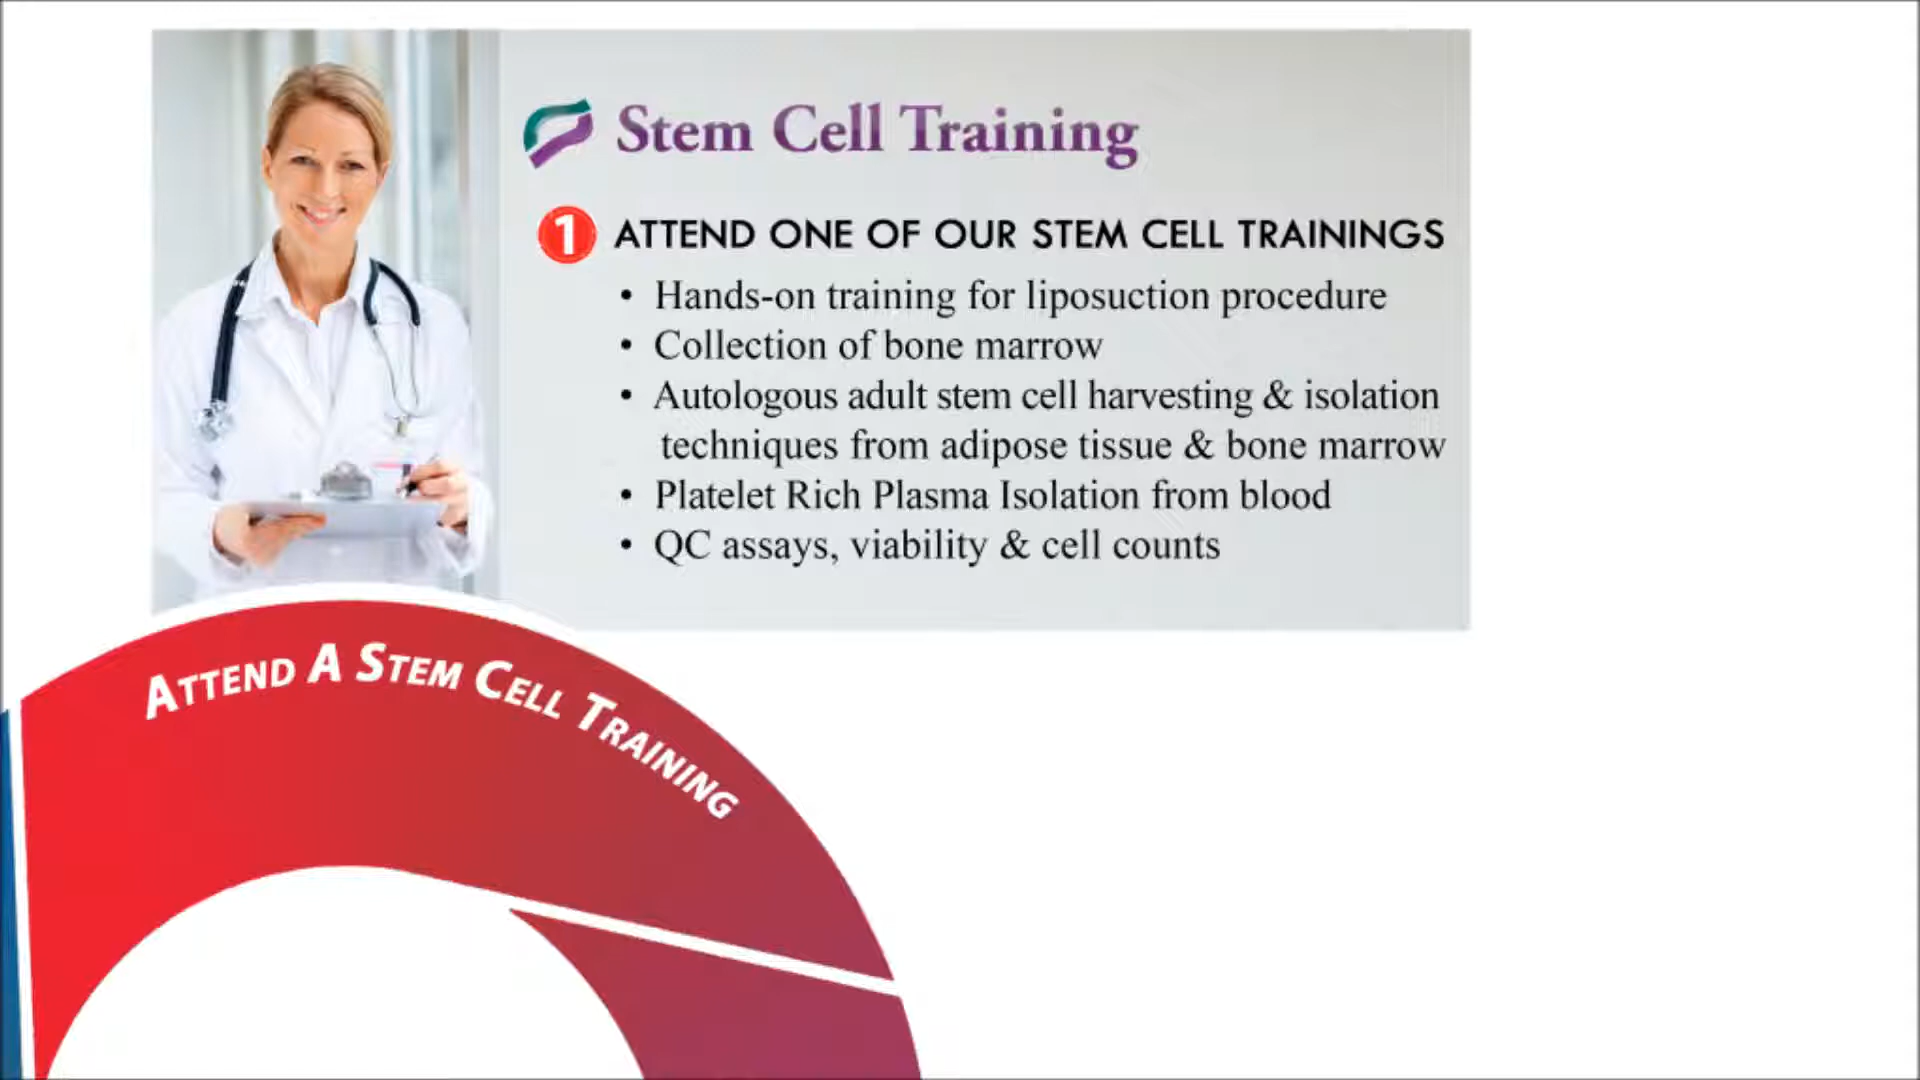 Stem Cell Training
1 ATTEND ONE OF OUR STEM CELL TRAININGS
• Hands-on training for liposuction procedure
• Collection of bone marrow
• Autologous adult stem cell harvesting & isolation
techniques from adipose tissue & bone marrow
• Platelet Rich Plasma Isolation from blood
• QC assays, viability & cell counts
ATTEND A STEM CELL TRAINING